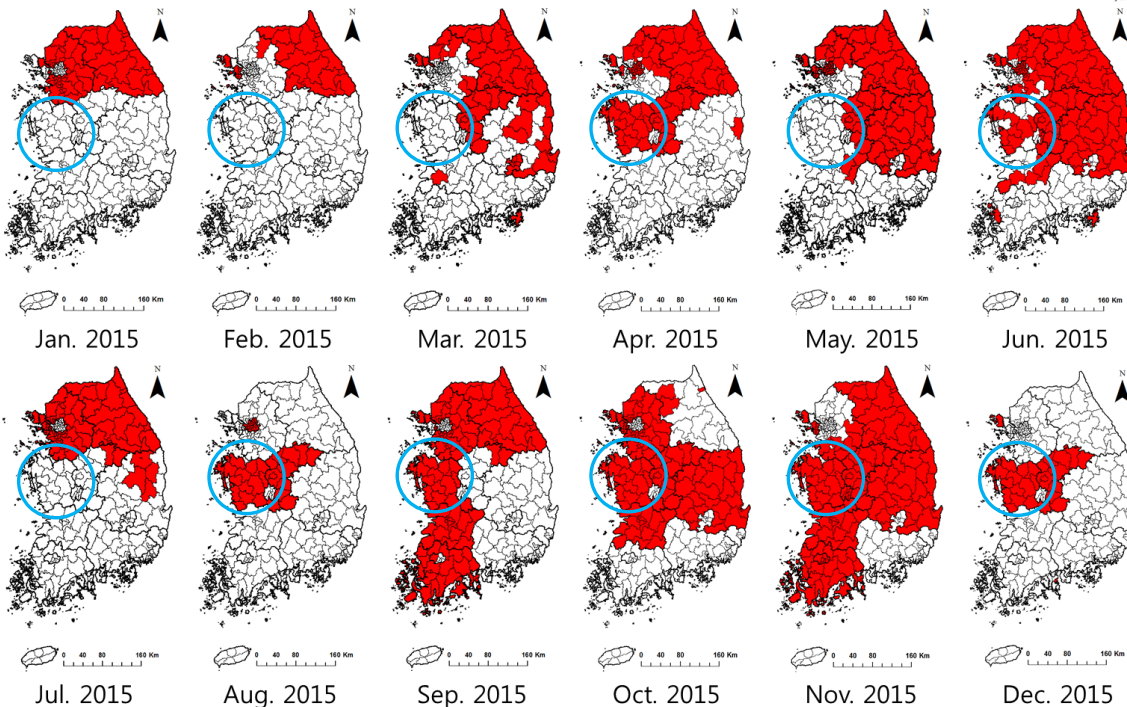 N N N N N N
0 40 80 160 Km 0 40 80 160 Km 0 40 80 160 Km 0 40 80 160 Km 0 40 80 160 Km 0 40 80 160 Km
Jan. 2015 Feb. 2015 Mar. 2015 Apr. 2015 May. 2015 Jun. 2015
N N N N N N
0 40 80 160 Km 0 40 80 160 Km 0 40 80 160 Km 0 40 80 160 Km 0 40 80 160 Km 0 40 80 160 Km
Jul. 2015 Aug. 2015 Sep. 2015 Oct. 2015 Nov. 2015 Dec. 2015